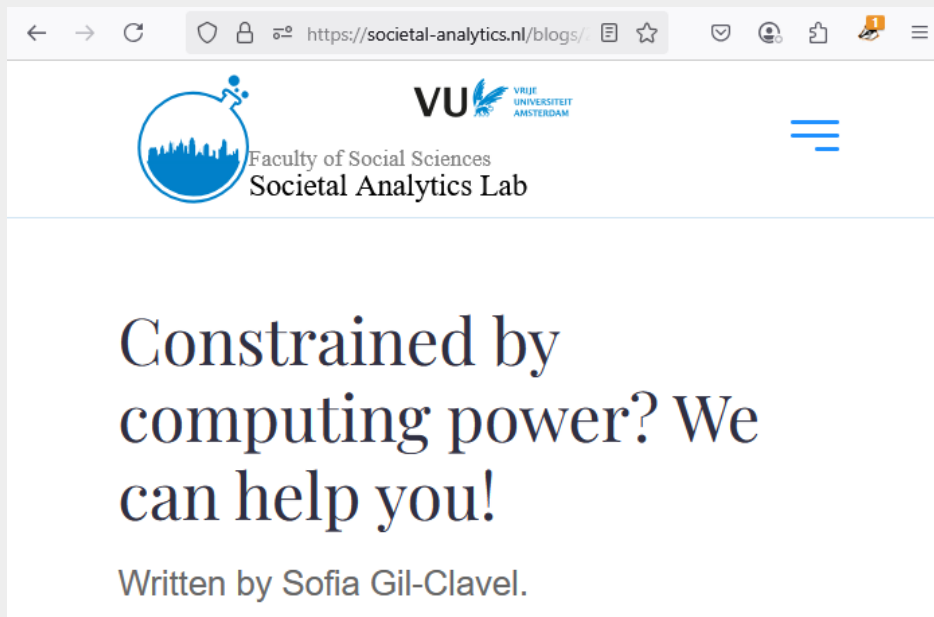 1
https://societal-analytics.nl/blogs/
VU VRIJE
UNIVERSITEIT
AMSTERDAM
Faculty of Social Sciences
Societal Analytics Lab
Constrained by
computing power? We
can help you!
Written by Sofia Gil-Clavel.